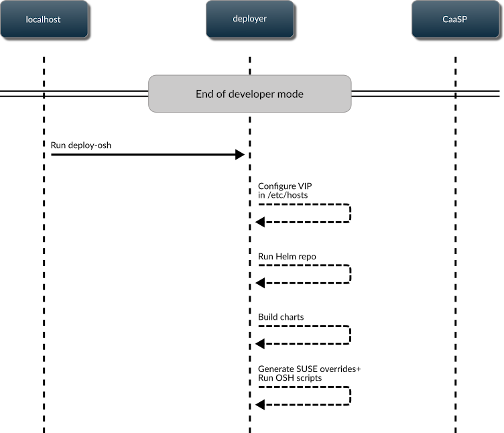 localhost
deployer
CaaSP
End of developer mode
Run deploy-osh
Configure VIP
in /etc/hosts
Run Helm repo
Build charts
Generate SUSE overrides+
Run OSH scripts